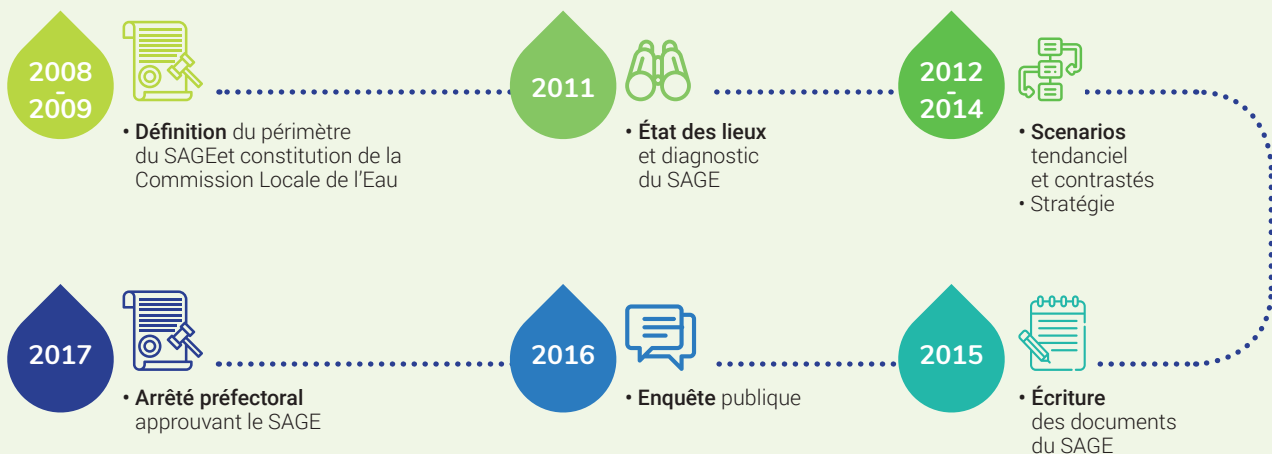 2008
-
2009
• Définition du périmètre
du SAGEet constitution de la
Commission Locale de l'Eau
2011
• État des lieux
et diagnostic
du SAGE
2012
-
2014
• Scenarios
tendanciel
et contrastés
• Stratégie
2015
• Écriture
des documents
du SAGE
2016
• Enquête publique
2017
• Arrêté préfectoral
approuvant le SAGE